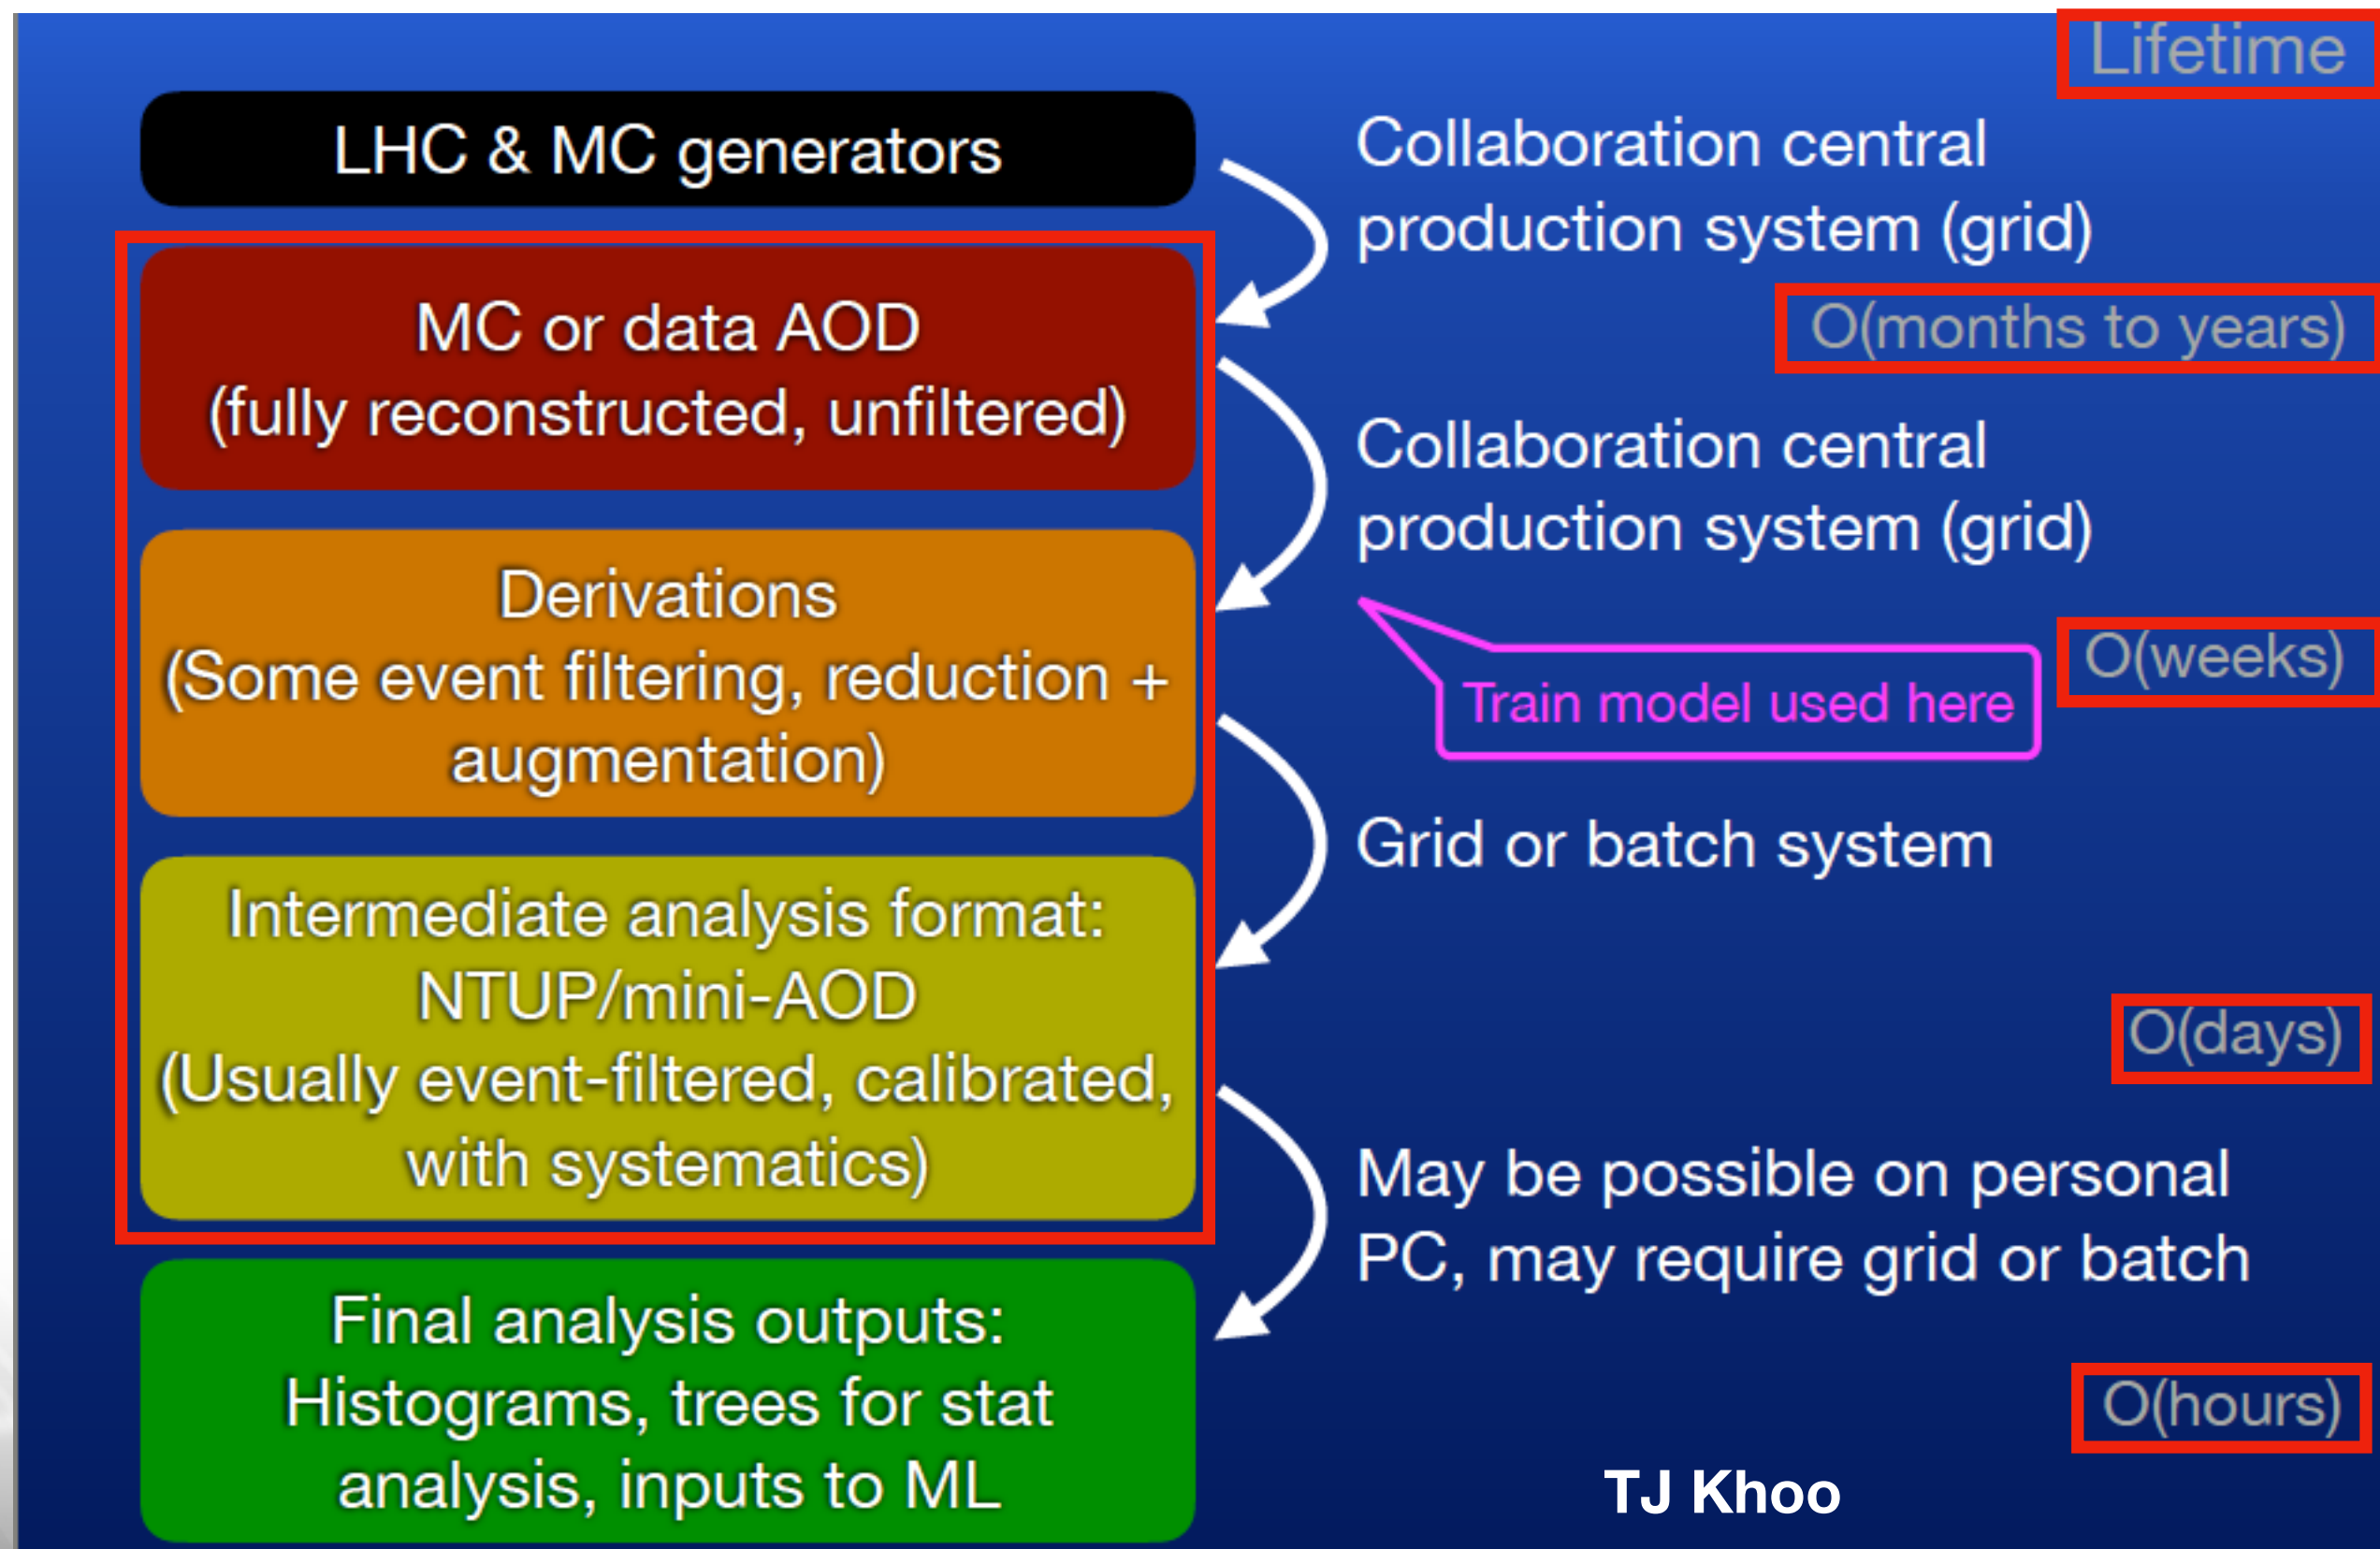 Lifetime
LHC & MC generators
Collaboration central
production system (grid)
MC or data AOD
(fully reconstructed, unfiltered)
O(months to years)
Collaboration central
production system (grid)
Derivations
(Some event filtering, reduction +
augmentation)
Train model used here
O(weeks)
Grid or batch system
Intermediate analysis format:
NTUP/mini-AOD
(Usually event-filtered, calibrated,
with systematics)
O(days)
May be possible on personal
PC, may require grid or batch
Final analysis outputs:
Histograms, trees for stat
analysis, inputs to ML
O(hours)
TJ Khoo